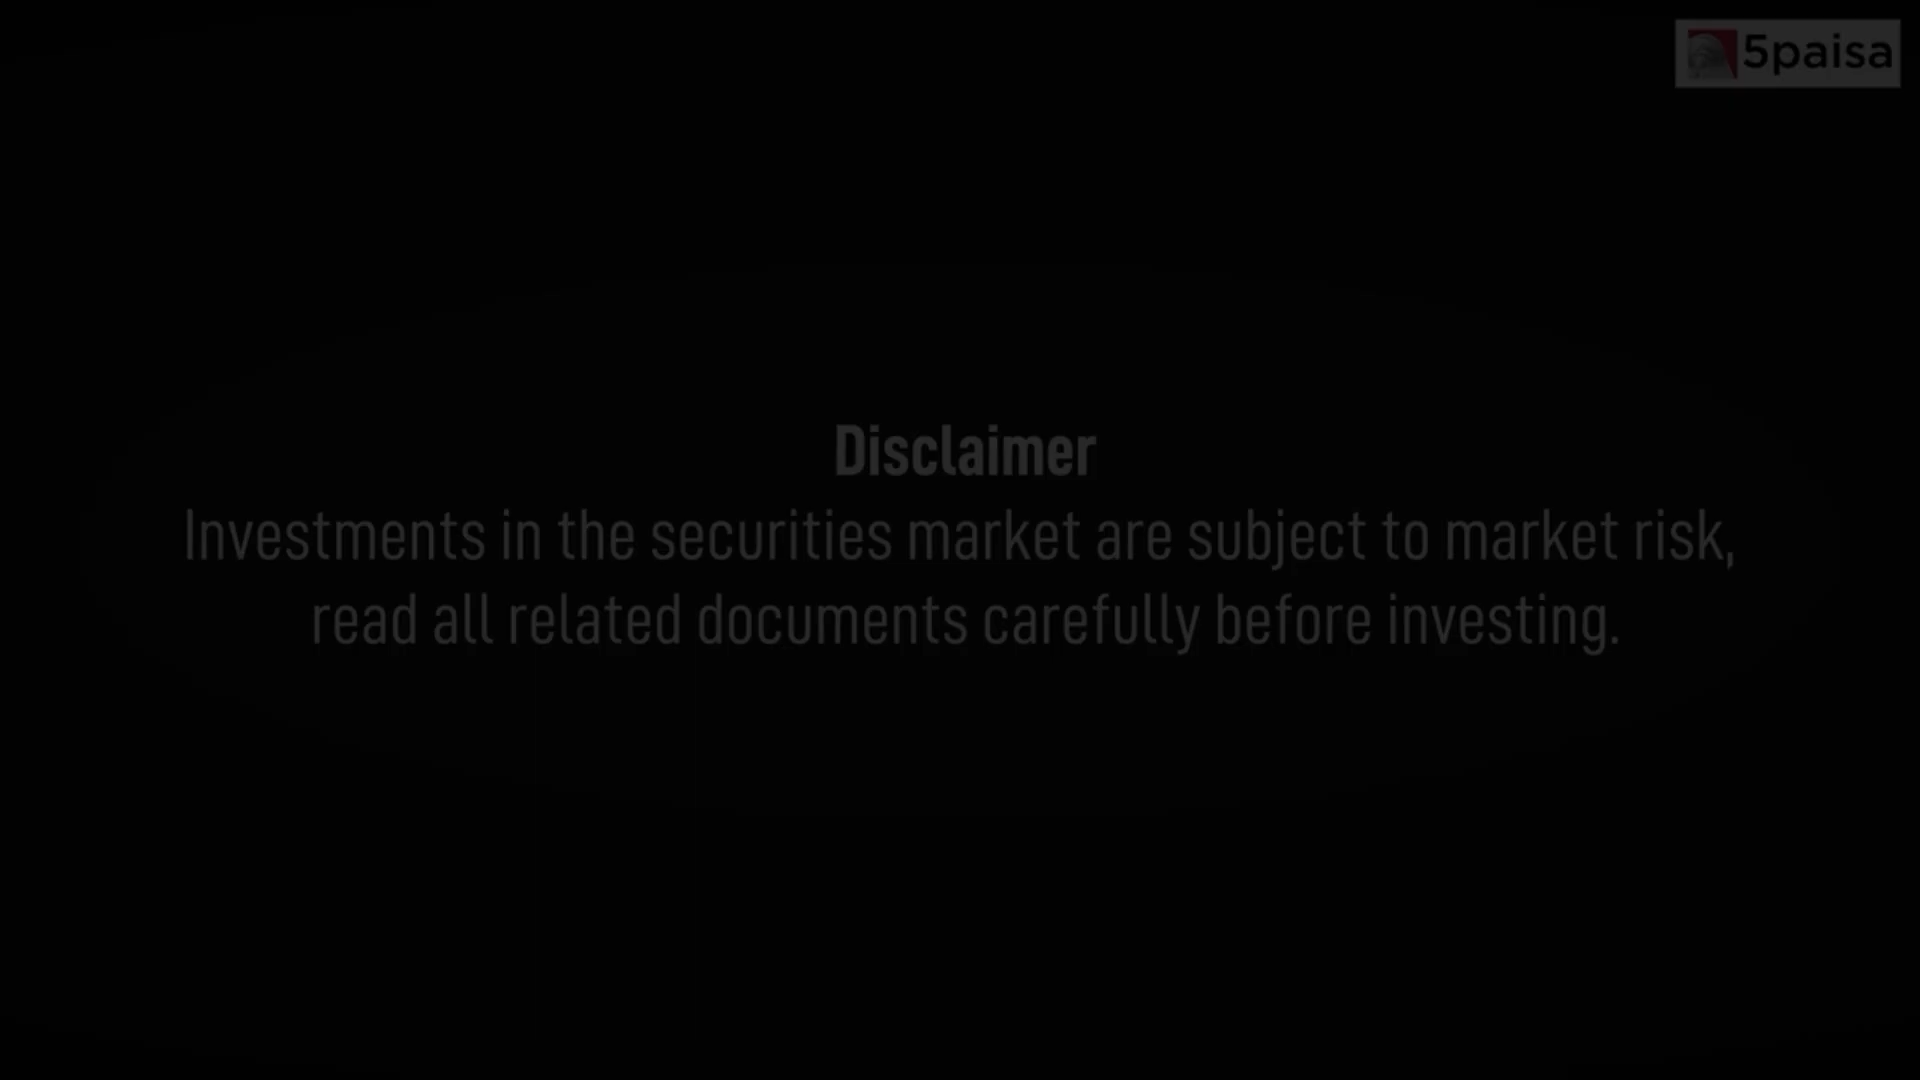 5paisa
Disclaimer
Investments in the securities market are subject to market risk,
read all related documents carefully before investing.